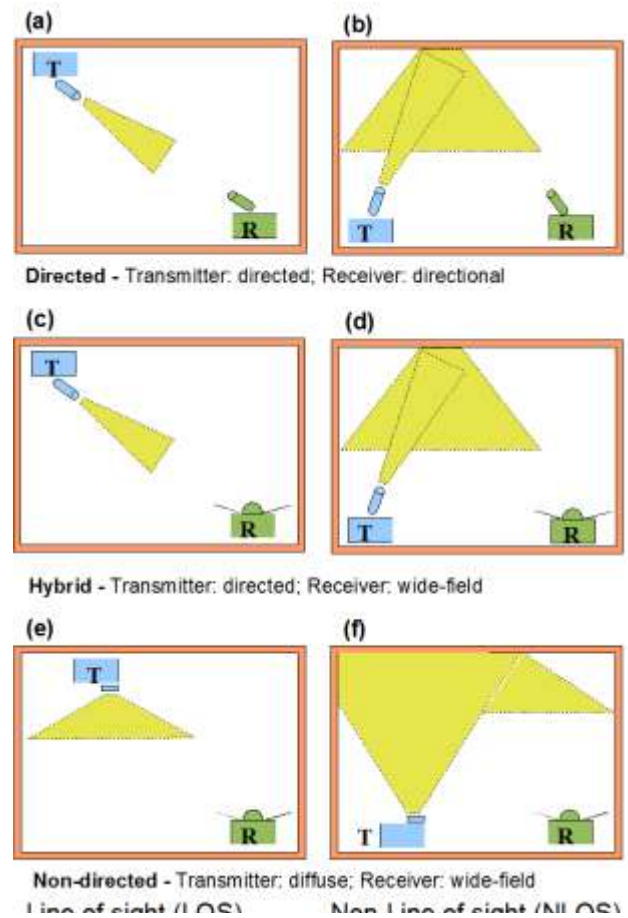 (a) (b)
T
R
T
R
Directed - Transmitter: directed; Receiver: directional
(c) (d)
T
R
T
R
Hybrid - Transmitter: directed; Receiver: wide-field
(e) (f)
T
R
T
R
Non-directed - Transmitter: diffuse; Receiver: wide-field
Line of sight (LOS) Non-Line of sight (NLOS)